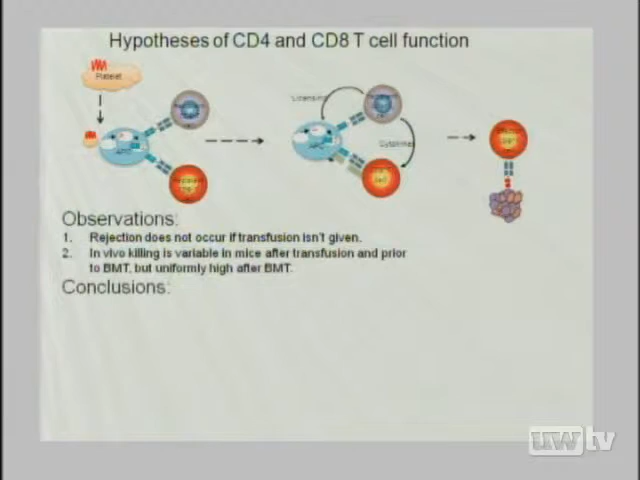 Hypotheses of CD4 and CD8 T cell function
Platelet
Licensing
APC
APC
Cytokines
Observations:
1. Rejection does not occur if transfusion isn't given.
2. In vivo killing is variable in mice after transfusion and prior
to BMT, but uniformly high after BMT.
Conclusions:
uwtv